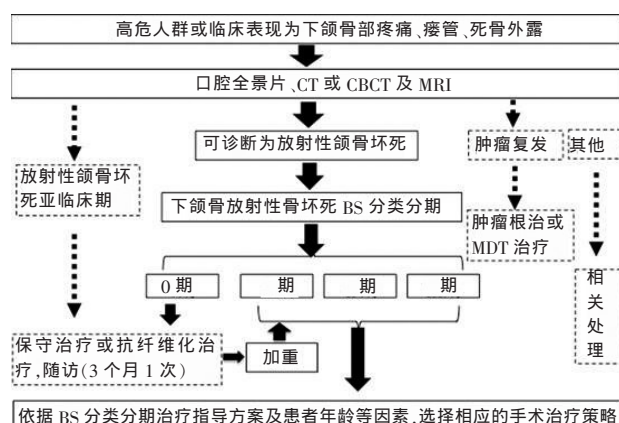 高危人群或临床表现为下颌骨部疼痛、瘘管、死骨外露
口腔全景片、CT 或 CBCT 及 MRI
可诊断为放射性颌骨坏死
肿瘤复发
其他
放射性颌骨坏
死亚临床期
下颌骨放射性骨坏死 BS 分类分期
肿瘤根治或
MDT 治疗
0 期
期
期
期
相
关
处
理
保守治疗或抗纤维化治
疗,随访(3 个月 1 次)
加重
依据 BS 分类分期治疗指导方案及患者年龄等因素,选择相应的手术治疗策略